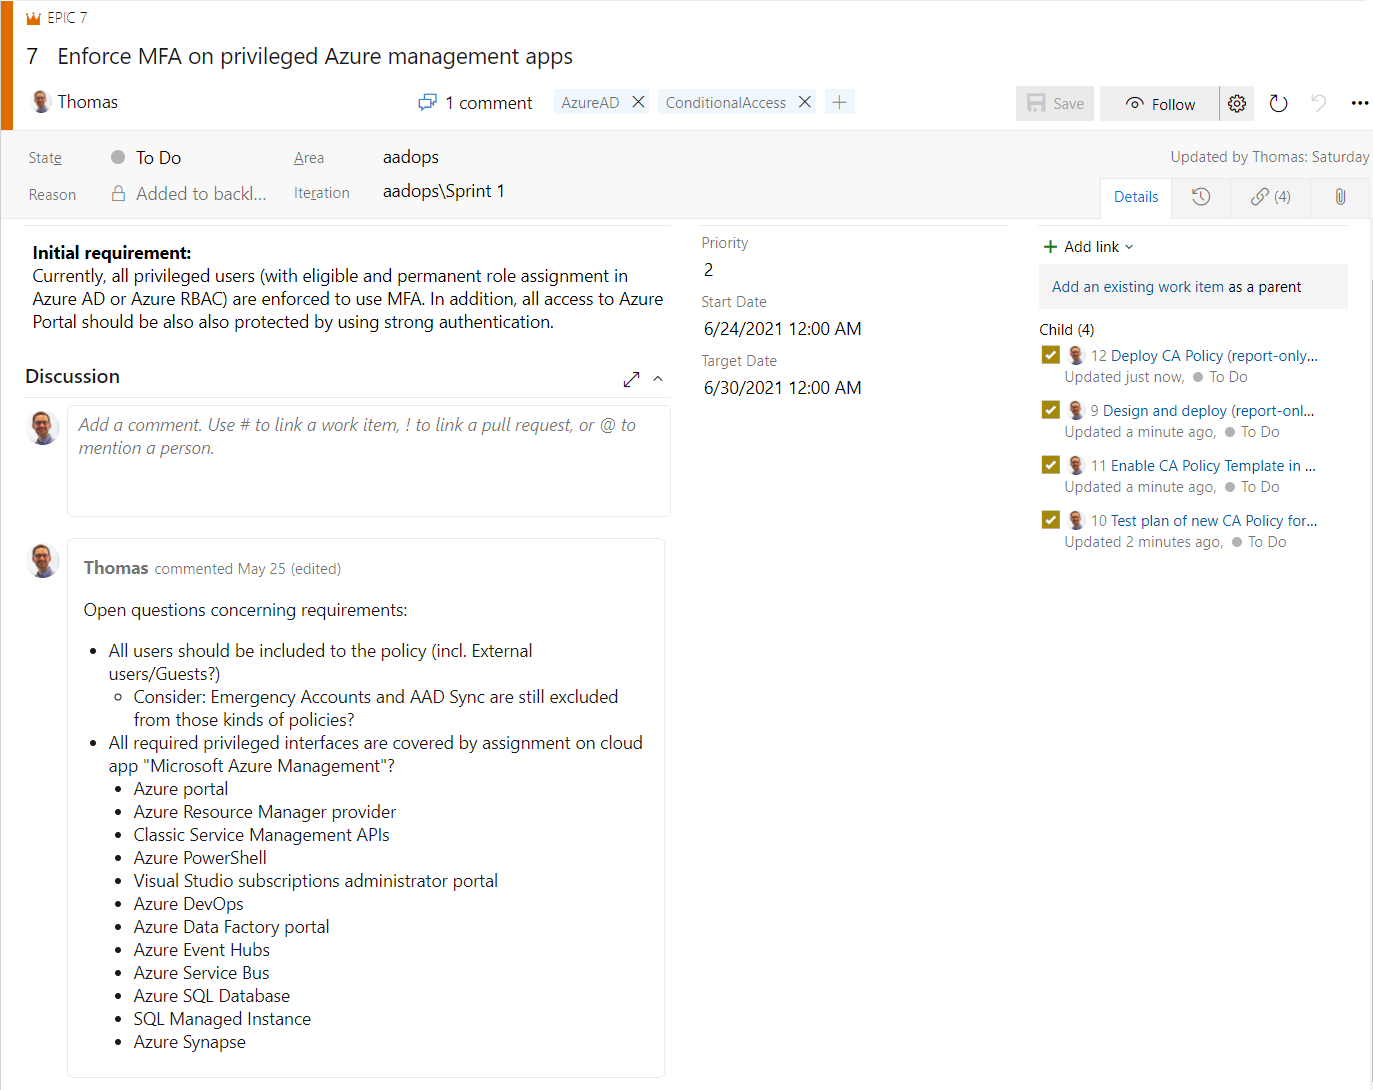 EPIC 7
7 Enforce MFA on privileged Azure management apps
Thomas
1 comment
AzureAD
ConditionalAccess
Save
Follow
State
To Do
Area
aadops
Updated by Thomas: Saturday
Reason
Added to backl...
Iteration
aadops\Sprint 1
Details
(4)
Initial requirement:
Currently, all privileged users (with eligible and permanent role assignment in
Azure AD or Azure RBAC) are enforced to use MFA. In addition, all access to Azure
Portal should be also also protected by using strong authentication.
Discussion
Add a comment. Use # to link a work item, ! to link a pull request, or @ to
mention a person.
Thomas commented May 25 (edited)
Open questions concerning requirements:
• All users should be included to the policy (incl. External
users/Guests?)
◦ Consider: Emergency Accounts and AAD Sync are still excluded
from those kinds of policies?
• All required privileged interfaces are covered by assignment on cloud
app "Microsoft Azure Management"?
• Azure portal
• Azure Resource Manager provider
• Classic Service Management APIs
• Azure PowerShell
• Visual Studio subscriptions administrator portal
• Azure DevOps
• Azure Data Factory portal
• Azure Event Hubs
• Azure Service Bus
• Azure SQL Database
• SQL Managed Instance
• Azure Synapse
Priority
2
Start Date
6/24/2021 12:00 AM
Target Date
6/30/2021 12:00 AM
Add link
Add an existing work item as a parent
Child (4)
12 Deploy CA Policy (report-only...
Updated just now, To Do
9 Design and deploy (report-onl...
Updated a minute ago, To Do
11 Enable CA Policy Template in ...
Updated a minute ago, To Do
10 Test plan of new CA Policy for...
Updated 2 minutes ago, To Do